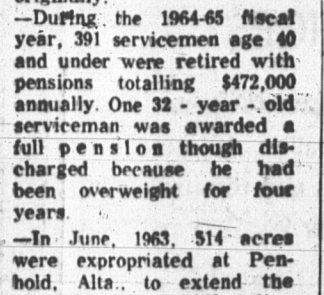 —During the 1964-65 fiscal
year, 391 servicemen age 40
and under were retired with
pensions totalling $472,000
annually. One 32 - year - old
serviceman was awarded a
full pension though dis-
charged because he had
been overweight for four
years.
—In June, 1963, 514 acres
were expropriated at Pen-
hold, Alta., to extend the